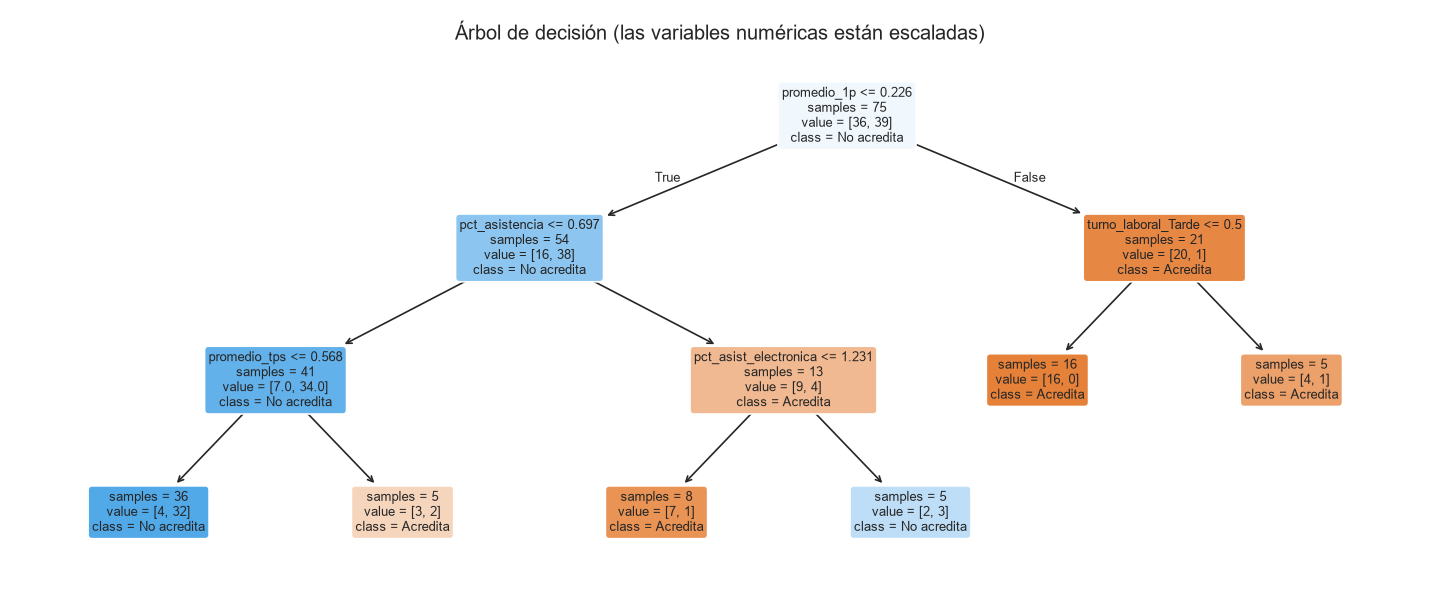 Árbol de decisión (las variables numéricas están escaladas)
promedio_1p <= 0.226
samples = 75
value = [36, 39]
class = No acredita
True
False
pct_asistencia <= 0.697
samples = 54
value = [16, 38]
class = No acredita
turno_laboral_Tarde <= 0.5
samples = 21
value = [20, 1]
class = Acredita
promedio_tps <= 0.568
samples = 41
value = [7.0, 34.0]
class = No acredita
pct_asist_electronica <= 1.231
samples = 13
value = [9, 4]
class = Acredita
samples = 16
value = [16, 0]
class = Acredita
samples = 5
value = [4, 1]
class = Acredita
samples = 36
value = [4, 32]
class = No acredita
samples = 5
value = [3, 2]
class = Acredita
samples = 8
value = [7, 1]
class = Acredita
samples = 5
value = [2, 3]
class = No acredita